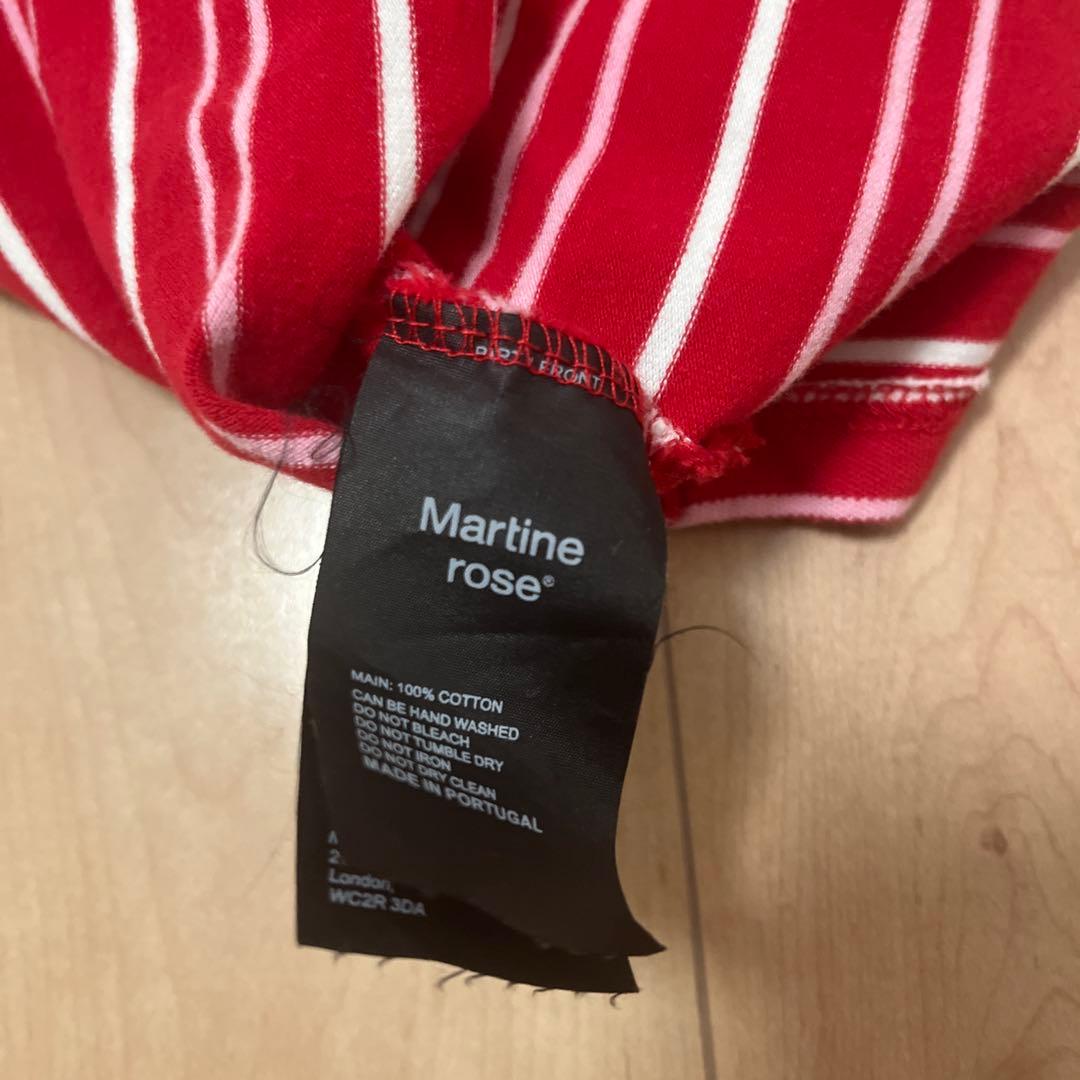 FRONT
Martine
rose®
MAIN: 100% COTTON
CAN BE HAND WASHED
DO NOT BLEACH
DO NOT TUMBLE DRY
DO NOT IRON
DO NOT DRY CLEAN
MADE IN PORTUGAL
London,
WC2R 3DA